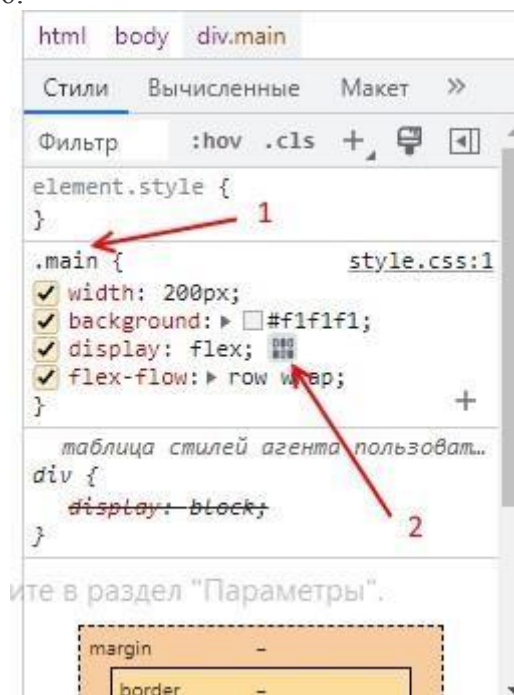 6.
html body div.main
Стили Вычисленные Макет »
Фильтр :hov .cls +
element.style {
}
1
.main { style.css:1
width: 200px;
background: #f1f1f1;
display: flex;
flex-flow: row wrap;
} +
таблица стилей агента пользоват…
div {
display: block;
}
2
ите в раздел "Параметры".
margin –
border –